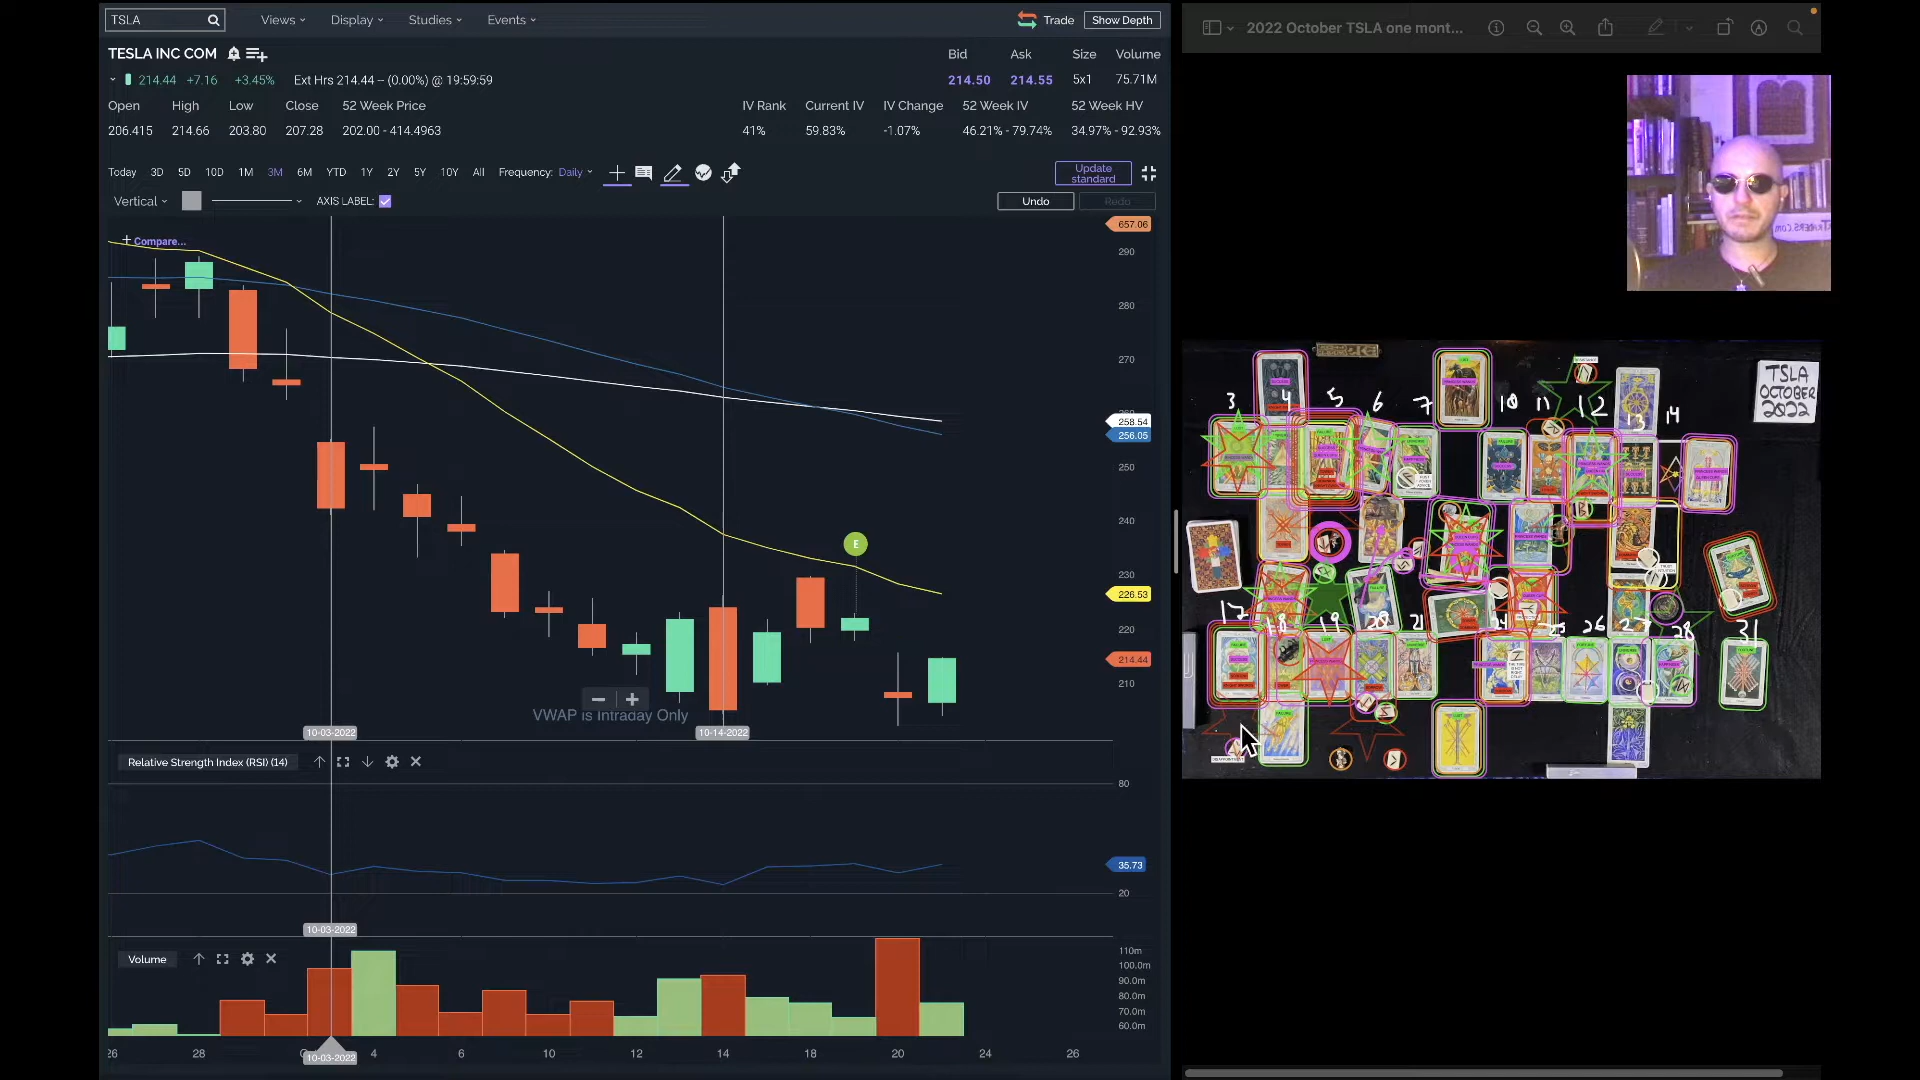 TSLA
Views
Display
Studies
Events
Trade
Show Depth
TESLA INC COM
Bid Ask Size Volume
214.44 +7.16 +3.45% Ext Hrs 214.44 – (0.00%) @ 19:59:59
214.50 214.55 5x1 75.71M
Open High Low Close 52 Week Price
IV Rank Current IV IV Change 52 Week IV 52 Week HV
206.415 214.66 203.80 207.28 202.00 - 414.4963
41% 59.83% -1.07% 46.21% - 79.74% 34.97% - 92.93%
Today 3D 5D 10D 1M 3M 6M YTD 1Y 2Y 5Y 10Y All Frequency: Daily
Update standard
Vertical
AXIS LABEL:
Undo
Redo
Compare...
657.06
290
280
270
258.54
256.05
250
240
230
226.53
220
214.44
210
E
VWAP is Intraday Only
10-03-2022
10-14-2022
Relative Strength Index (RSI) (14)
80
35.73
20
10-03-2022
Volume
110m
100.0m
90.0m
80.0m
70.0m
60.0m
26 28 10-03-2022 4 6 10 12 14 18 20 24 26
2022 October TSLA one mont...
TSLA
OCTOBER
2022
3 4 5 6 7 10 11 12 13 14
17 18 19 20 21 24 25 26 27 28 31